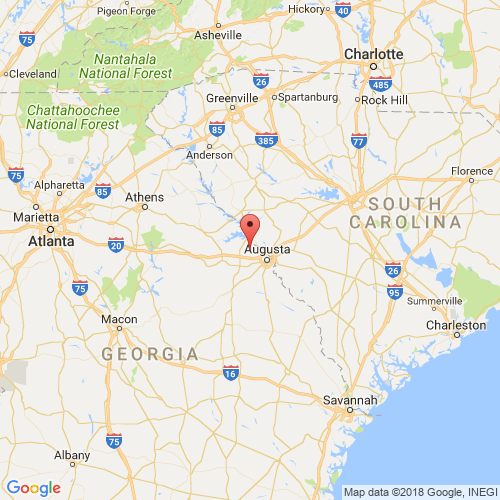 Pigeon Forge
Hickory
40
75
Asheville
Nantahala
National Forest
Charlotte
Cleveland
26
485
Greenville
Spartanburg
Rock Hill
Chattahoochee
National Forest
85
385
77
Anderson
75
Florence
Alpharetta
85
Athens
SOUTH
CAROLINA
Marietta
Atlanta
20
Augusta
26
75
95
Summerville
Macon
Charleston
GEORGIA
16
Savannah
75
Albany
Google
Map data ©2018 Google, INEGI